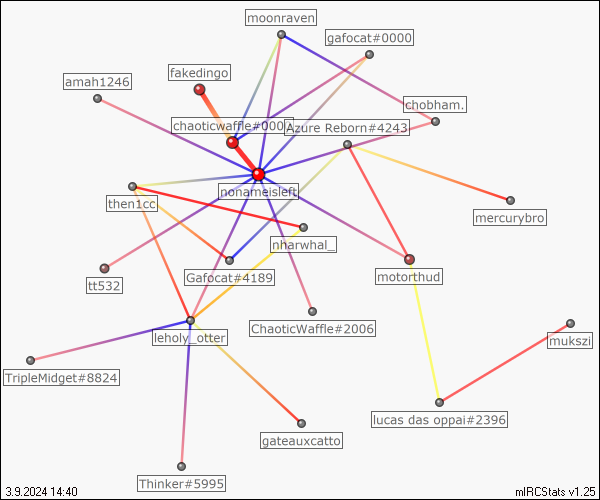 moonraven
gafocat#0000
fakedingo
amah1246
chobham.
chaoticwaffle#000
Azure Reborn#4243
nonameisleft
then1cc
mercurybro
nharwhal_
tt532
Gafocat#4189
motorthud
ChaoticWaffle#2006
leholy_otter
mukszi
TripleMidget#8824
lucas das oppai#2396
gateauxcatto
Thinker#5995
3.9.2024 14:40
mIRCStats v1.25